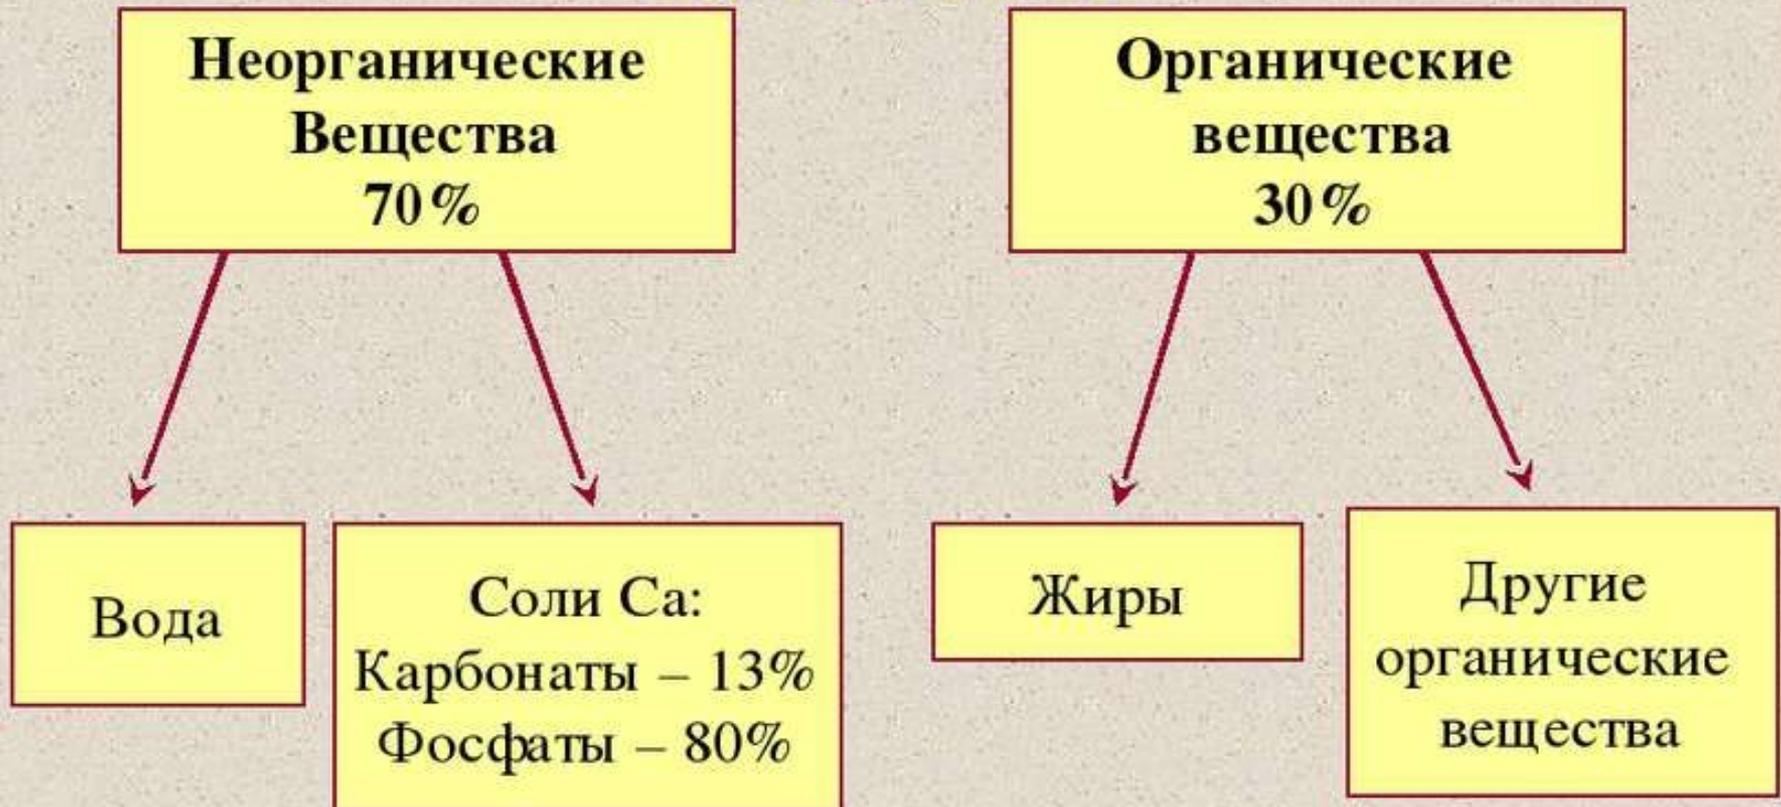 Неорганические
Вещества
70%
Органические
вещества
30%
Вода
Соли Са:
Карбонаты – 13%
Фосфаты – 80%
Жиры
Другие
органические
вещества